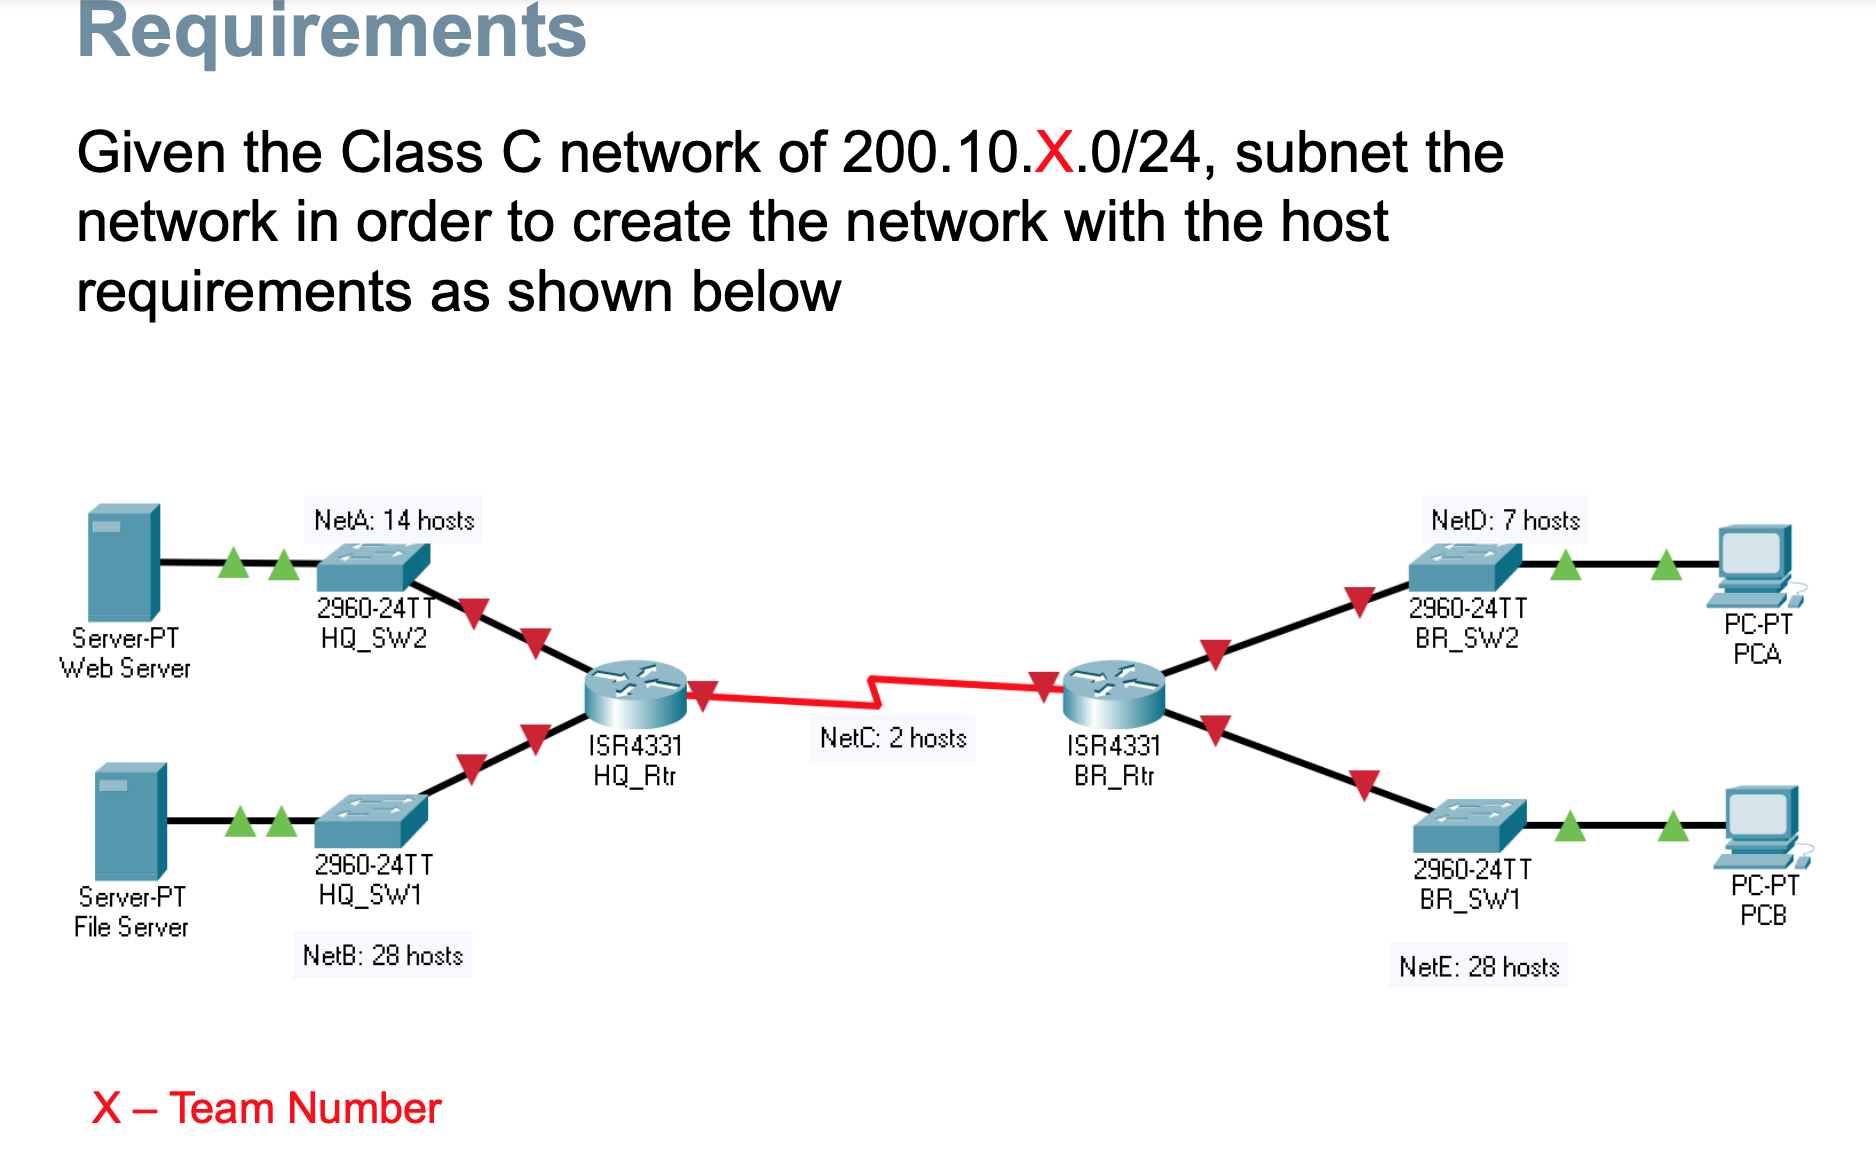 Requirements
Given the Class C network of 200.10.X.0/24, subnet the
network in order to create the network with the host
requirements as shown below
NetA: 14 hosts
2960-24TT
HQ_SW2
Server-PT
Web Server
NetD: 7 hosts
2960-24TT
BR_SW2
PC-PT
PCA
ISR4331
HQ_Rtr
NetC: 2 hosts
ISR4331
BR_Rtr
2960-24TT
HQ_SW1
Server-PT
File Server
NetB: 28 hosts
2960-24TT
BR_SW1
PC-PT
PCB
NetE: 28 hosts
X – Team Number